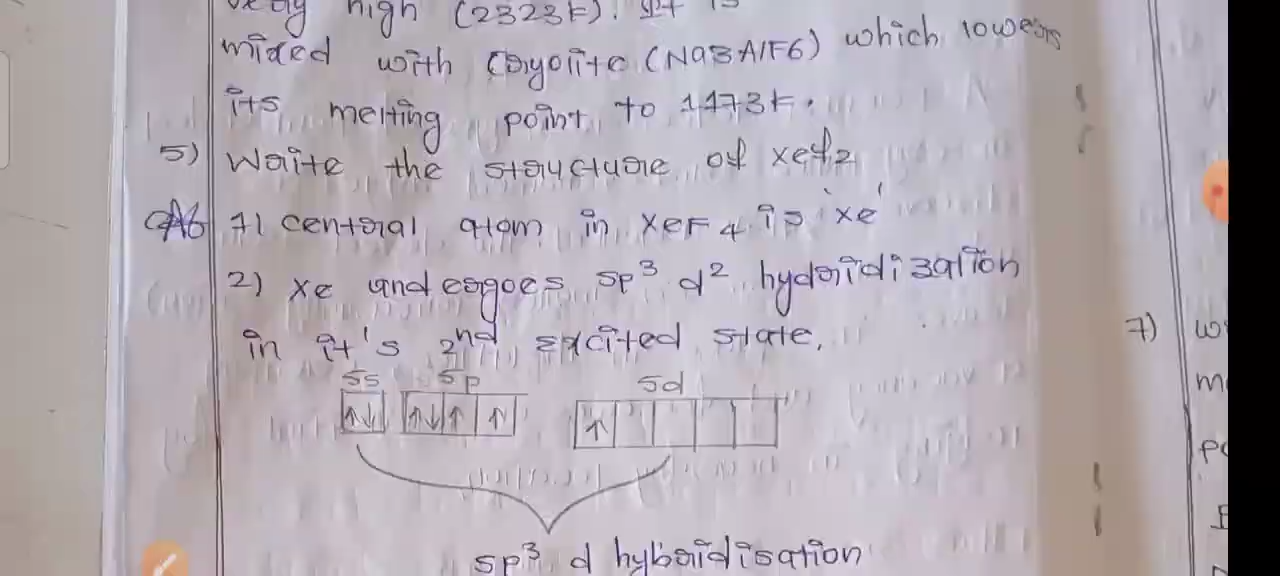 very high (2323k). It is
mixed with Cryolite (Na3AlF6) which lowers
its melting point to 1173k.
5) Write the structure of xef2
1) central atom in XeF4 is 'xe'
2) xe undergoes sp3 d2 hybridization
in it's 2nd excited state.
5s 5p 5d
sp3 d hybridisation
7)